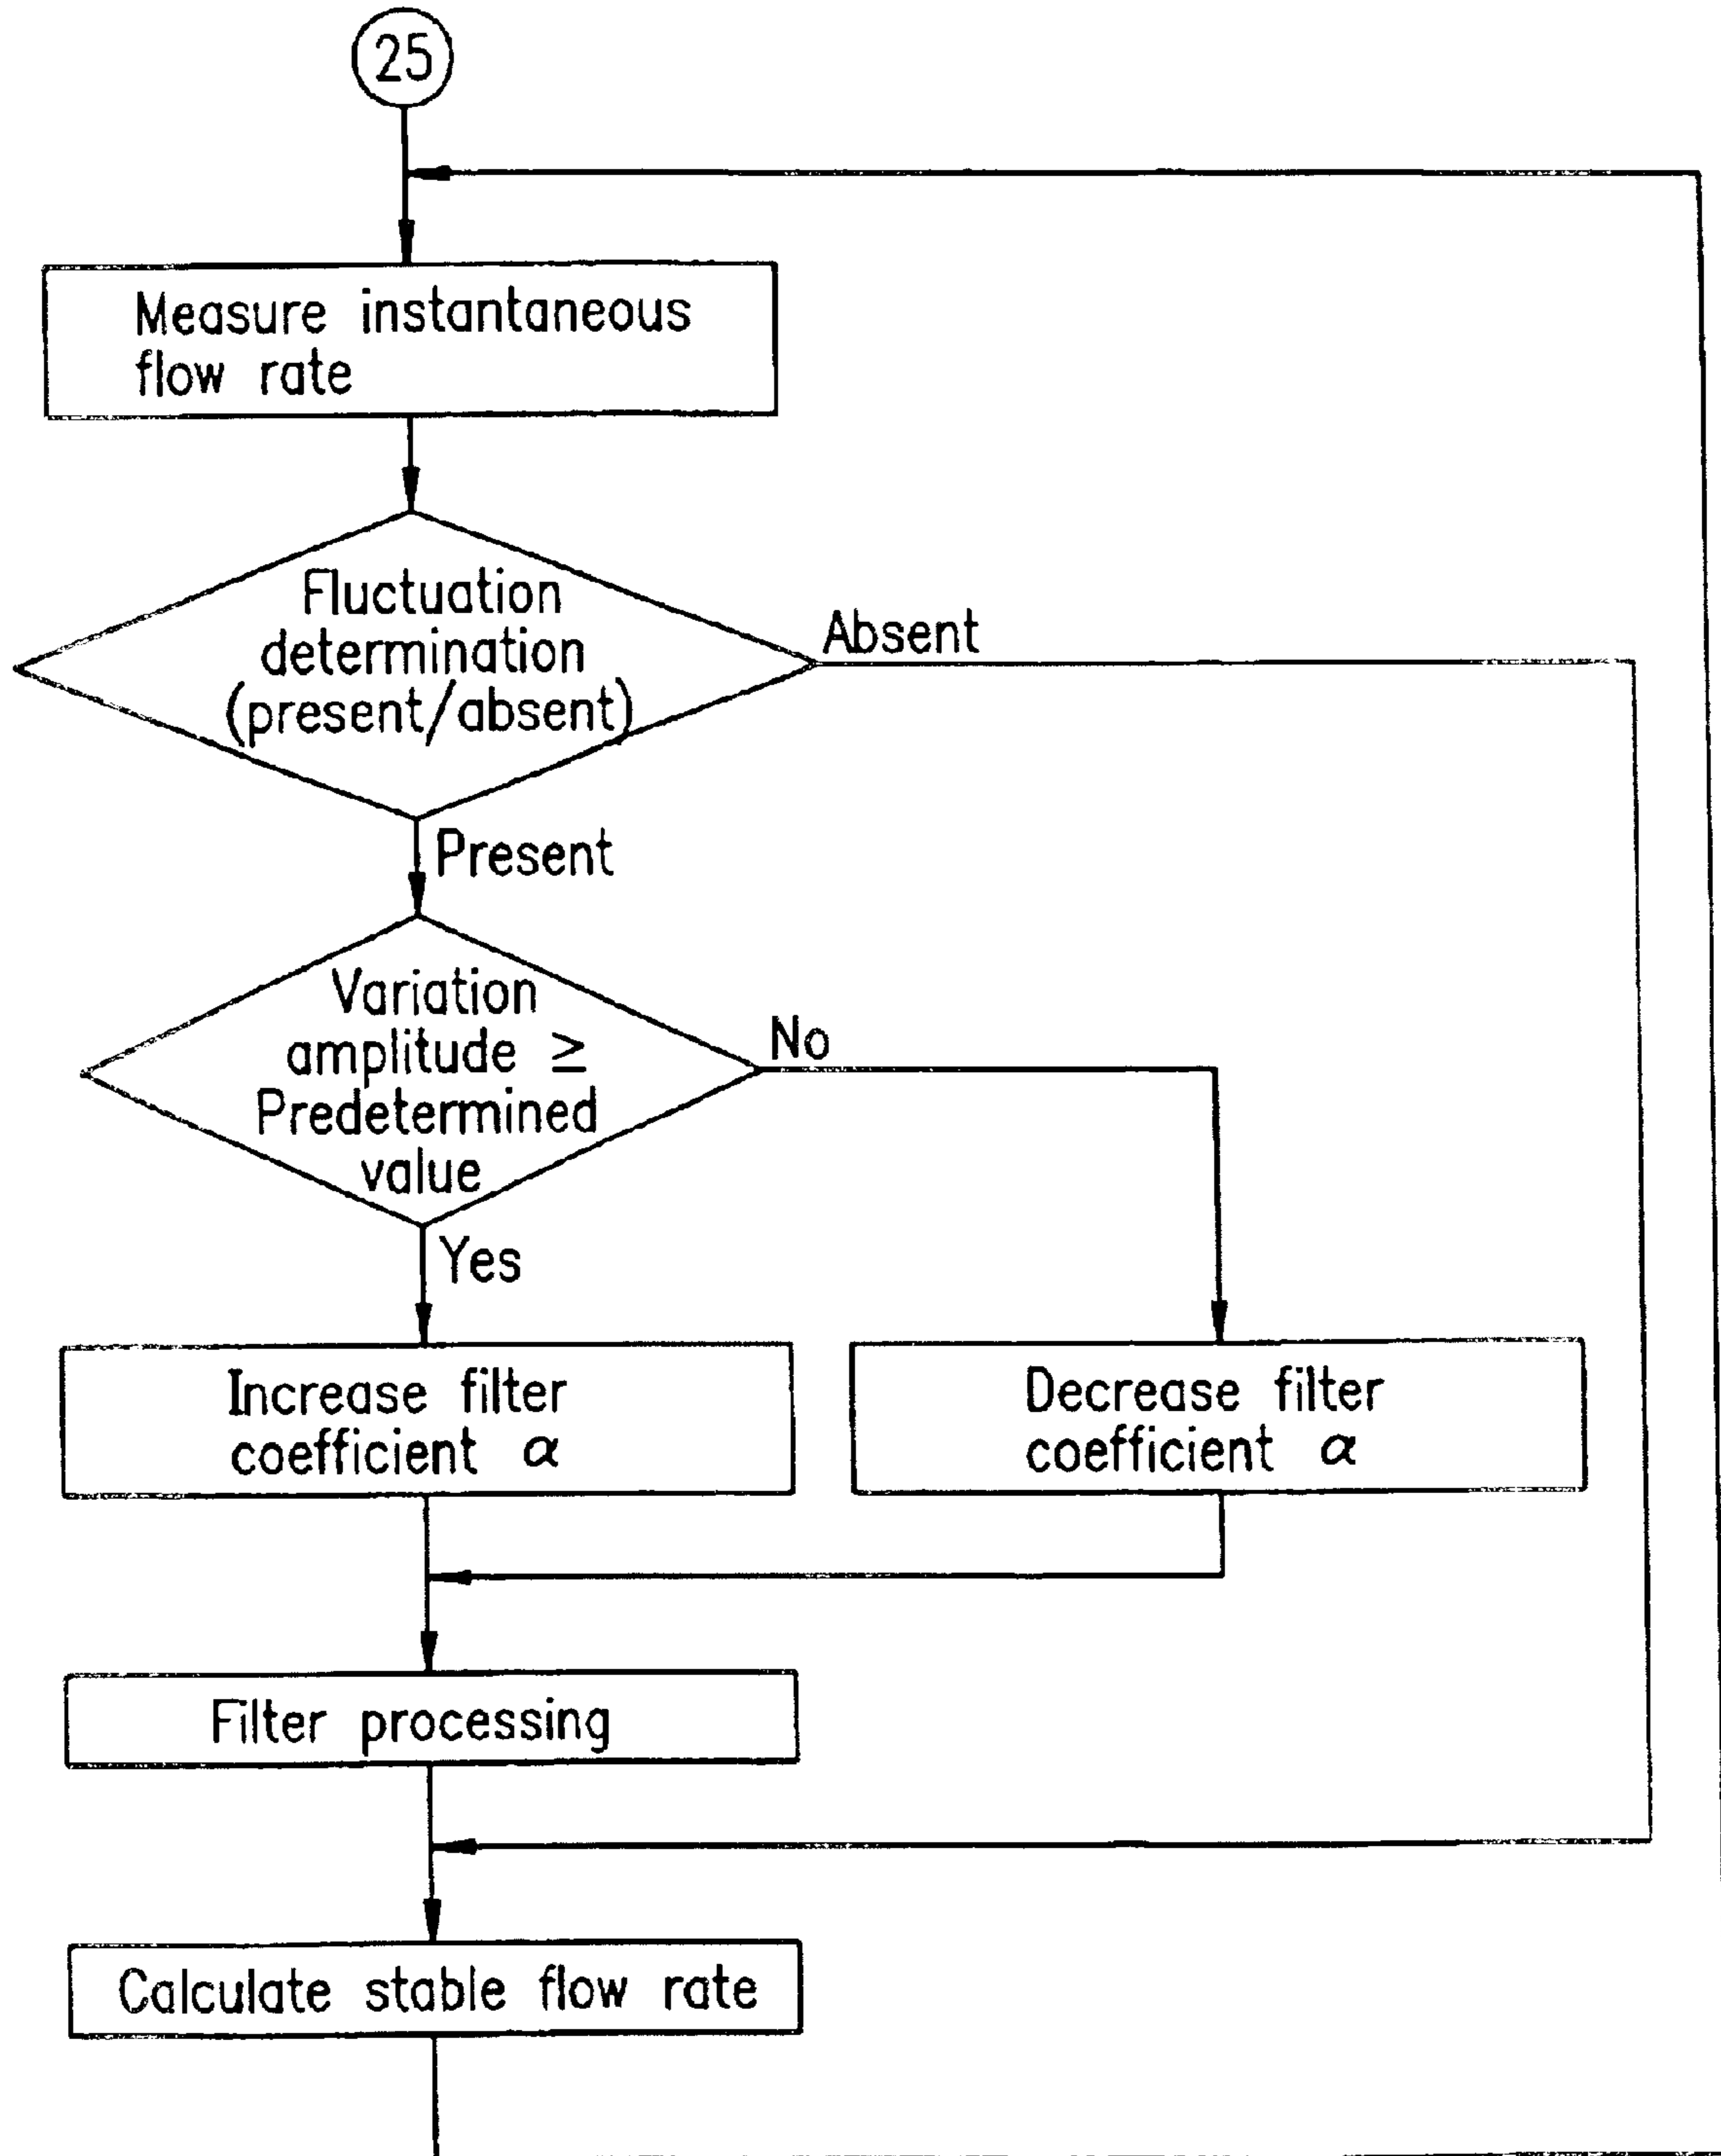 25
Measure instantaneous
flow rate
Fluctuation
determination
(present/absent)
Absent
Present
Variation
amplitude ≥
Predetermined
value
No
Yes
Increase filter
coefficient α
Decrease filter
coefficient α
Filter processing
Calculate stable flow rate